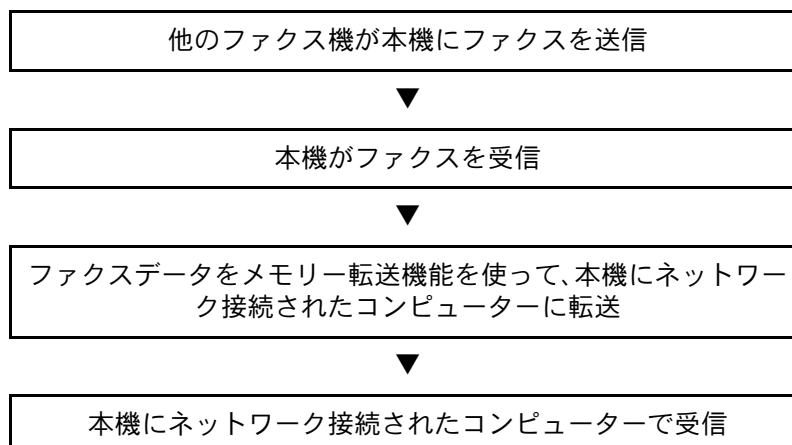 他のファクス機が本機にファクスを送信
▼
本機がファクスを受信
▼
ファクスデータをメモリー転送機能を使って、本機にネットワー
ク接続されたコンピューターに転送
▼
本機にネットワーク接続されたコンピューターで受信